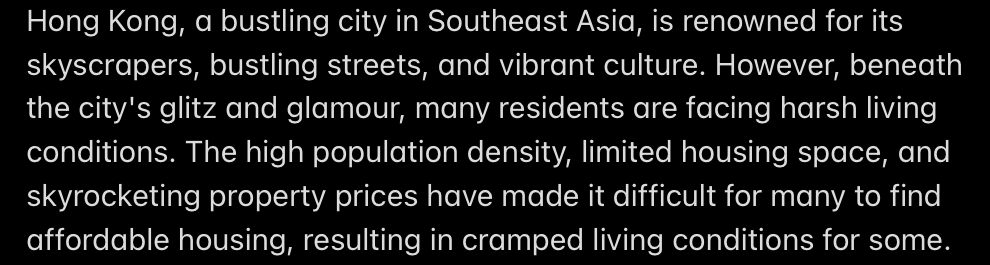 Hong Kong, a bustling city in Southeast Asia, is renowned for its
skyscrapers, bustling streets, and vibrant culture. However, beneath
the city's glitz and glamour, many residents are facing harsh living
conditions. The high population density, limited housing space, and
skyrocketing property prices have made it difficult for many to find
affordable housing, resulting in cramped living conditions for some.